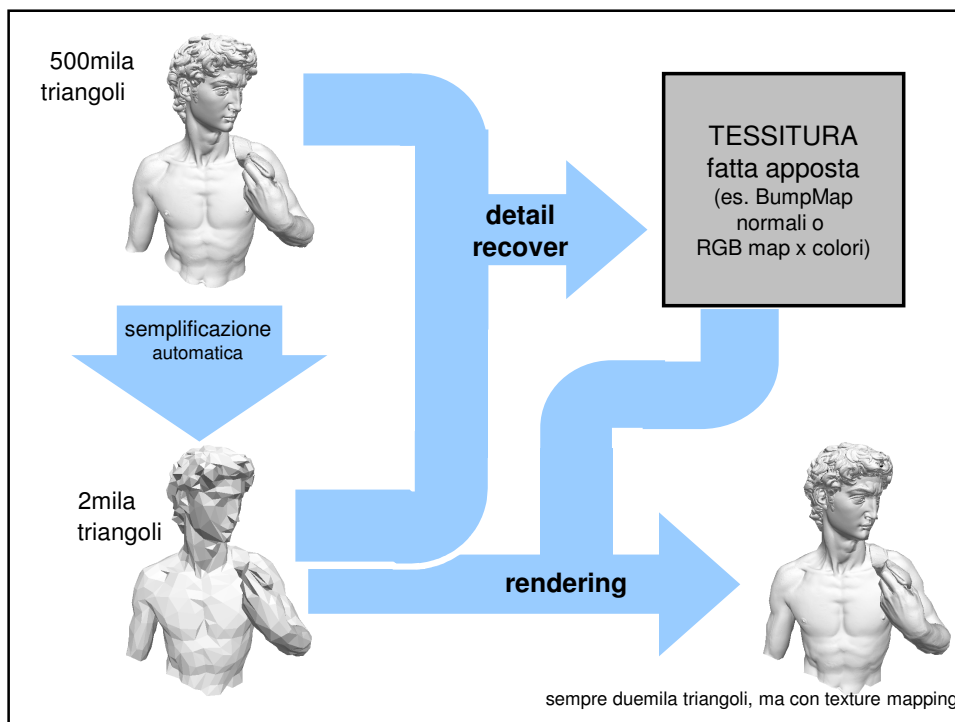 500mila
triangoli
TESSITURA
fatta apposta
(es. BumpMap
normali o
RGB map x colori)
detail
recover
semplificazione
automatica
2mila
triangoli
rendering
sempre duemila triangoli, ma con texture mapping